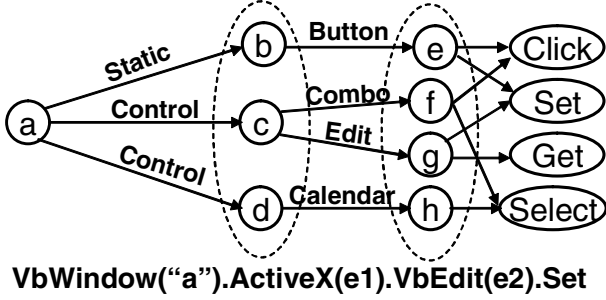 b Button e Click
Static
Combo f Set
a Control c
Edit
g Get
Control
d Calendar h Select
VbWindow(“a”).ActiveX(e1).VbEdit(e2).Set